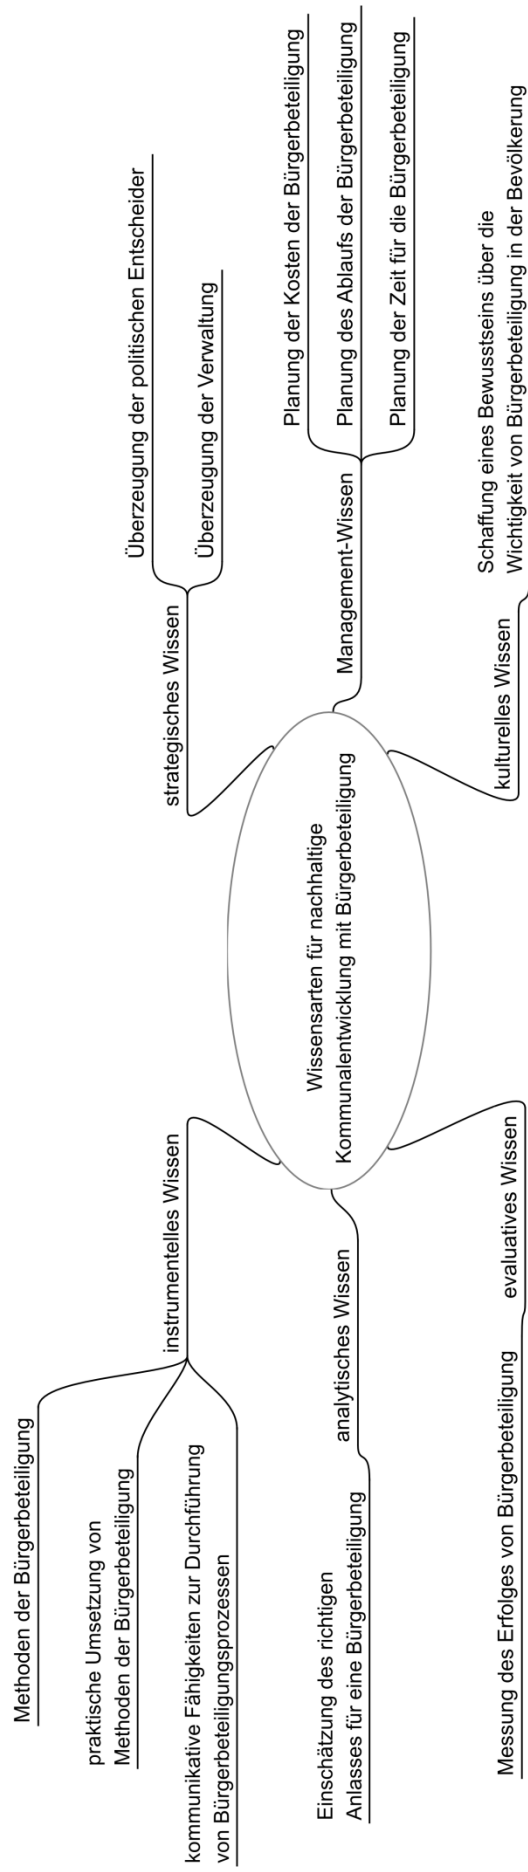 Wissensarten für nachhaltige
Kommunalentwicklung mit Bürgerbeteiligung
instrumentelles Wissen
Methoden der Bürgerbeteiligung
praktische Umsetzung von
Methoden der Bürgerbeteiligung
kommunikative Fähigkeiten zur Durchführung
von Bürgerbeteiligungsprozessen
analytisches Wissen
Einschätzung des richtigen
Anlasses für eine Bürgerbeteiligung
evaluatives Wissen
Messung des Erfolges von Bürgerbeteiligung
strategisches Wissen
Überzeugung der politischen Entscheider
Überzeugung der Verwaltung
Management-Wissen
Planung der Kosten der Bürgerbeteiligung
Planung des Ablaufs der Bürgerbeteiligung
Planung der Zeit für die Bürgerbeteiligung
kulturelles Wissen
Schaffung eines Bewusstseins über die
Wichtigkeit von Bürgerbeteiligung in der Bevölkerung